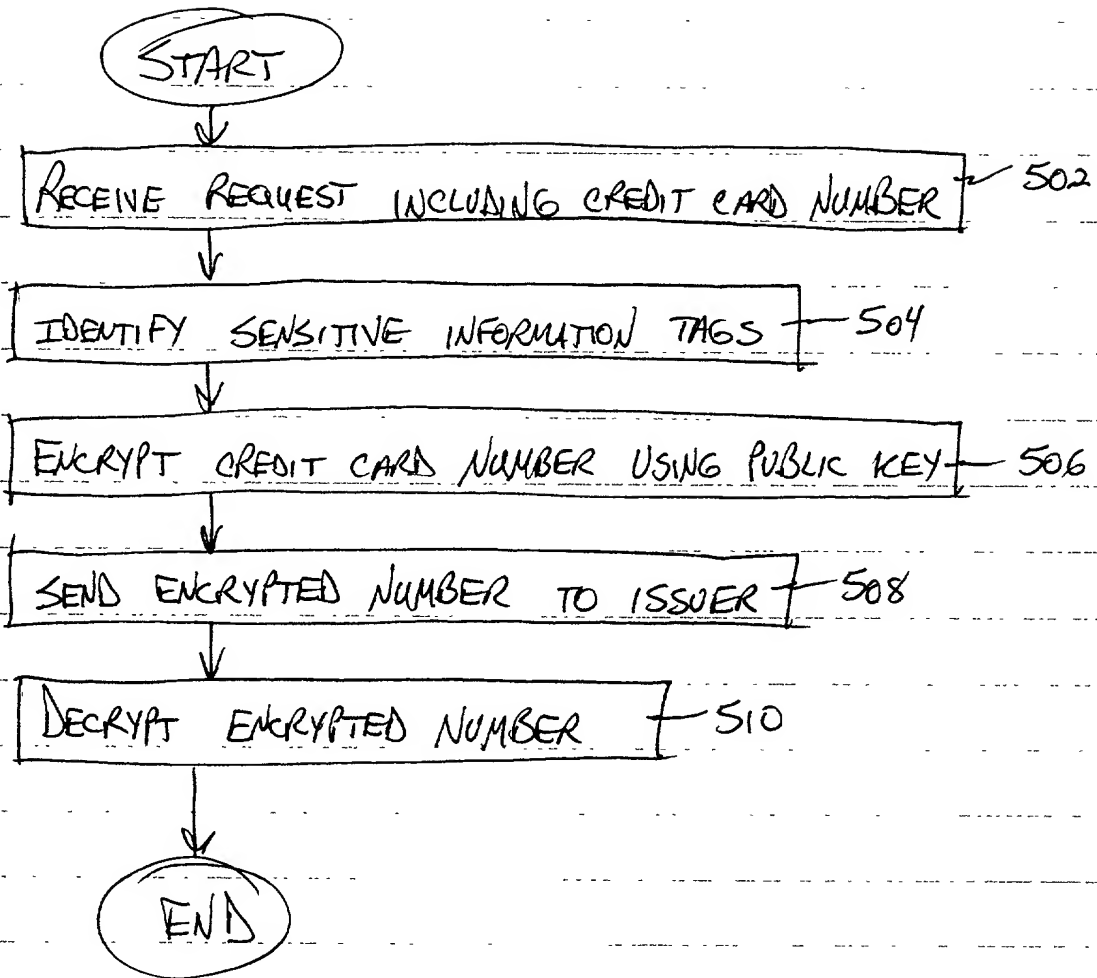 START
RECEIVE REQUEST INCLUDING CREDIT CARD NUMBER 502
IDENTIFY SENSITIVE INFORMATION TAGS 504
ENCRYPT CREDIT CARD NUMBER USING PUBLIC KEY 506
SEND ENCRYPTED NUMBER TO ISSUER 508
DECRYPT ENCRYPTED NUMBER 510
END